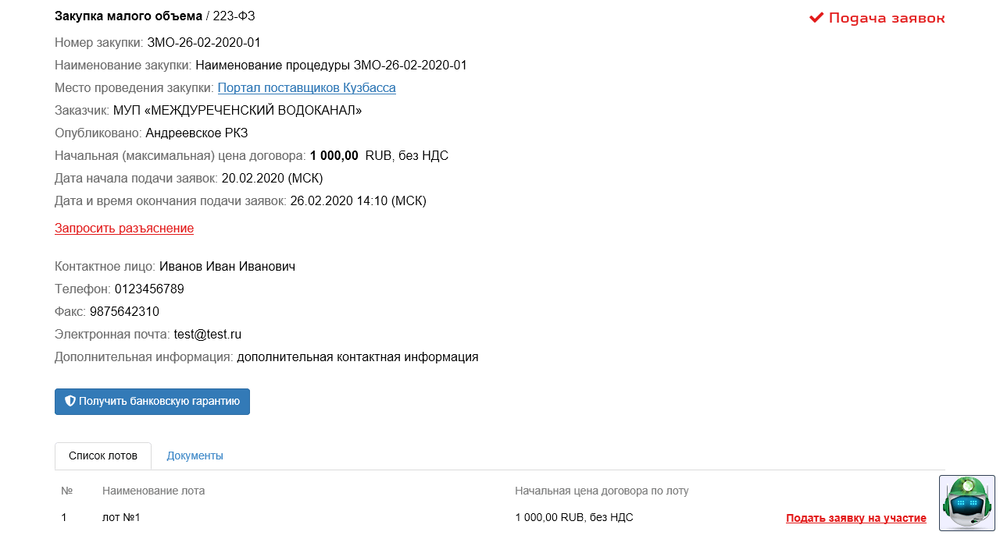 Закупка малого объема / 223-ФЗ
Подача заявок
Номер закупки: ЗМО-26-02-2020-01
Наименование закупки: Наименование процедуры ЗМО-26-02-2020-01
Место проведения закупки: Портал поставщиков Кузбасса
Заказчик: МУП «МЕЖДУРЕЧЕНСКИЙ ВОДОКАНАЛ»
Опубликовано: Андреевское РКЗ
Начальная (максимальная) цена договора: 1 000,00 RUB, без НДС
Дата начала подачи заявок: 20.02.2020 (МСК)
Дата и время окончания подачи заявок: 26.02.2020 14:10 (МСК)
Запросить разъяснение
Контактное лицо: Иванов Иван Иванович
Телефон: 0123456789
Факс: 9875642310
Электронная почта: test@test.ru
Дополнительная информация: дополнительная контактная информация
Получить банковскую гарантию
Список лотов Документы
№ Наименование лота Начальная цена договора по лоту
1 лот №1 1 000,00 RUB, без НДС Подать заявку на участие